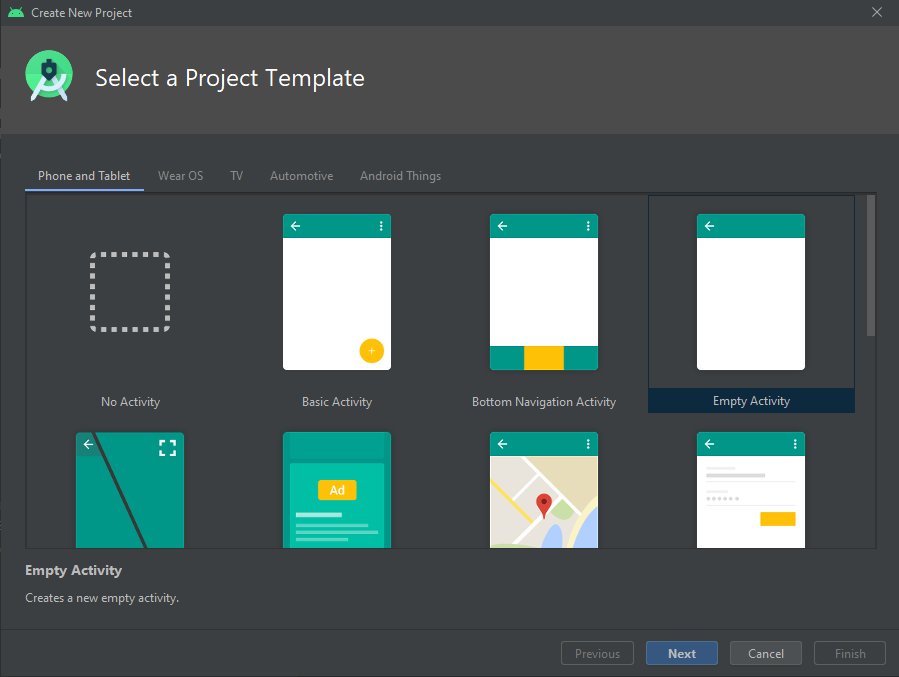 Create New Project
Select a Project Template
Phone and Tablet Wear OS TV Automotive Android Things
No Activity Basic Activity Bottom Navigation Activity Empty Activity
Ad
Empty Activity
Creates a new empty activity.
Previous Next Cancel Finish